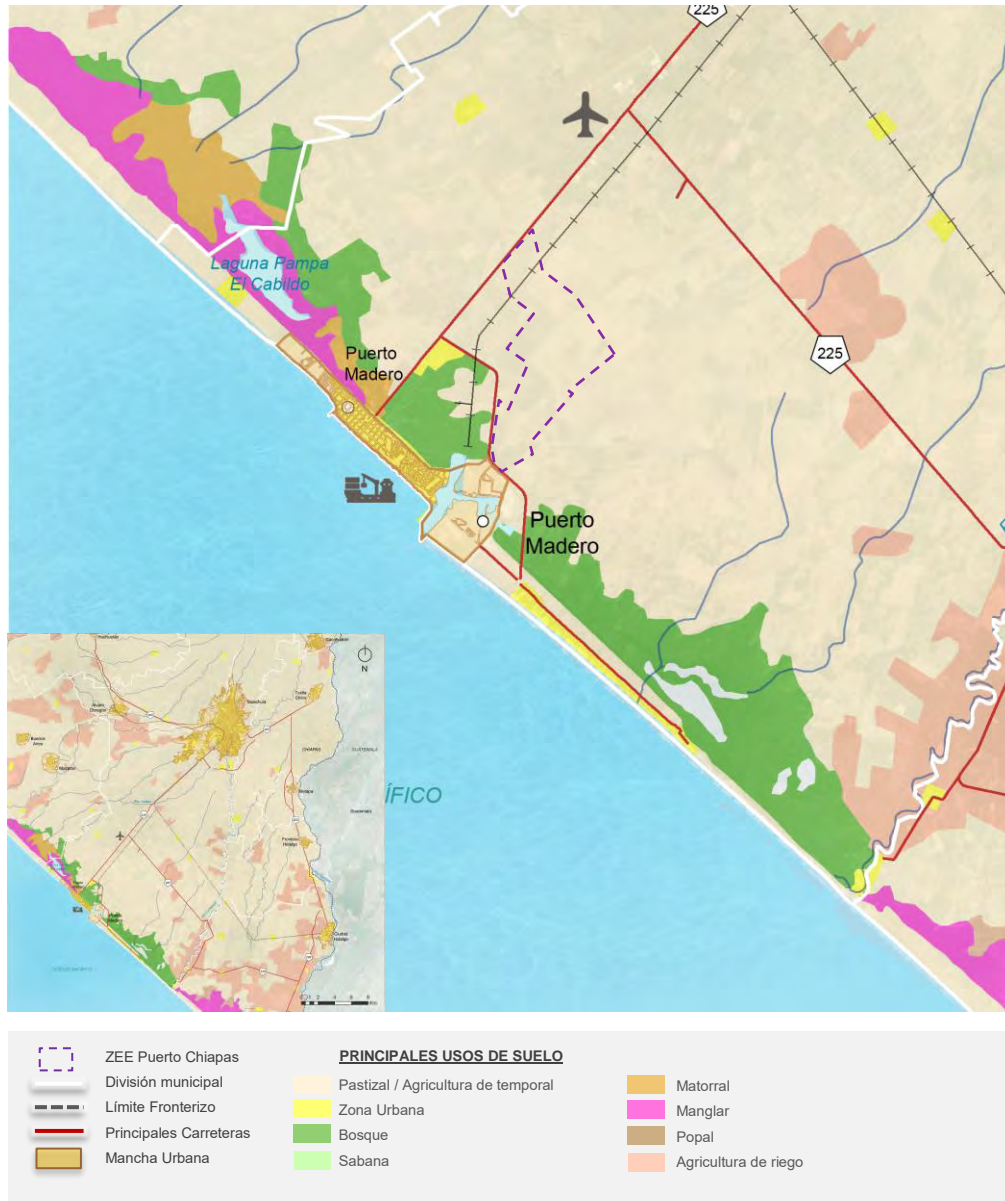 225
Laguna Pampa
El Cabildo
Puerto
Madero
225
Puerto
Madero
ÍFICO
N
Ciudad
Hidalgo
ZEE Puerto Chiapas
División municipal
Límite Fronterizo
Principales Carreteras
Mancha Urbana
PRINCIPALES USOS DE SUELO
Pastizal / Agricultura de temporal
Zona Urbana
Bosque
Sabana
Matorral
Manglar
Popal
Agricultura de riego